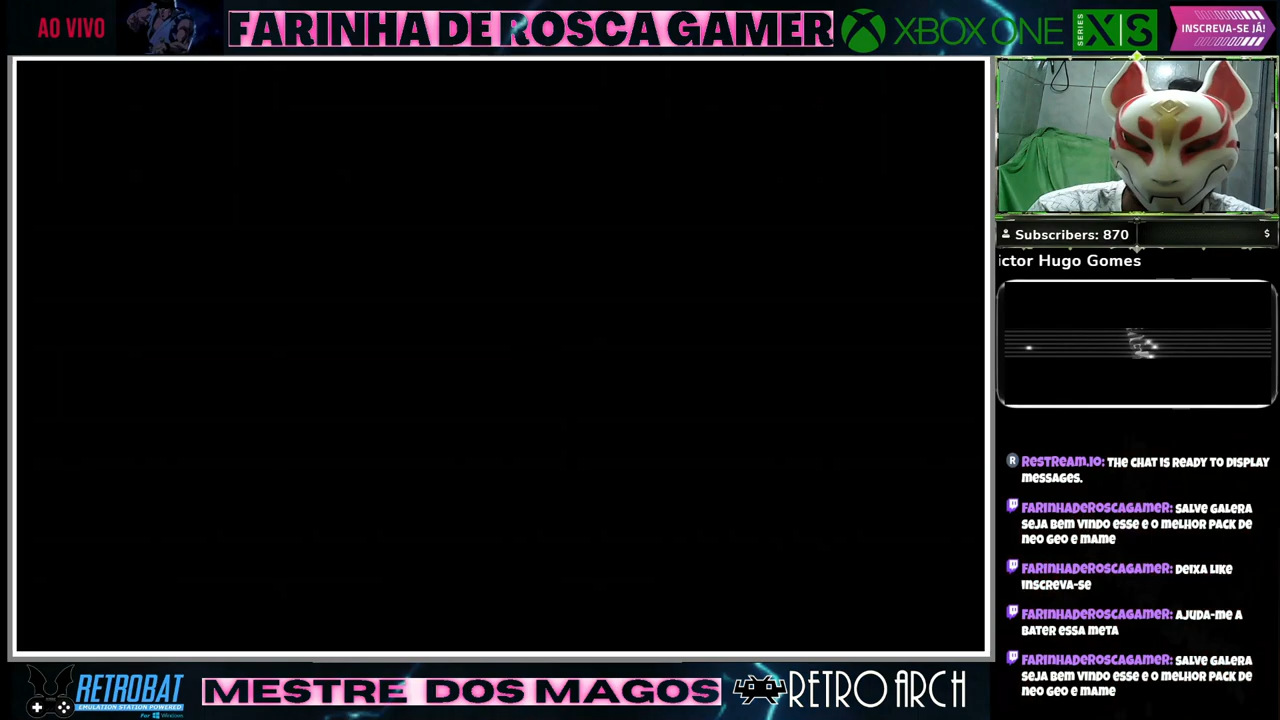 AO VIVO
FARINHA DE ROSCA GAMER
XBOX ONE
SERIES X|S
INSCREVA-SE JÁ!
Subscribers: 870
$
ictor Hugo Gomes
R Restream.io: The chat is ready to display
messages.
FarinhadeRoscaGamer: Salve galera
seja bem vindo esse e o melhor pack de
neo geo e mame
FarinhadeRoscaGamer: Deixa like
inscreva-se
FarinhadeRoscaGamer: Ajuda-me a
bater essa meta
FarinhadeRoscaGamer: Salve galera
seja bem vindo esse e o melhor pack de
neo geo e mame
RETROBAT
EMULATION STATION POWERED
For Windows
MESTRE DOS MAGOS
RETRO ARCH